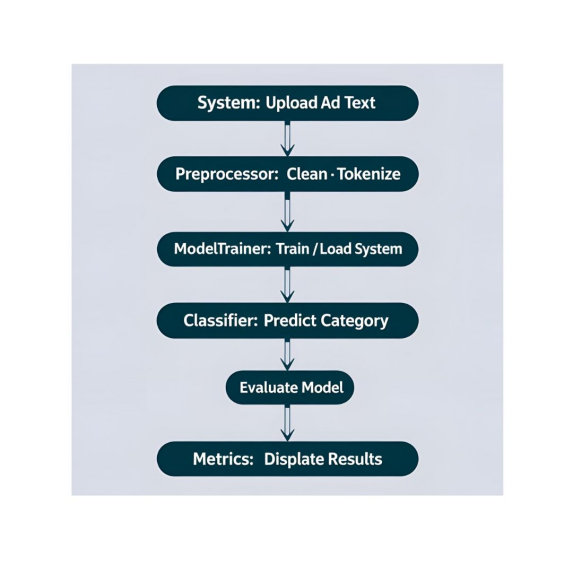 System: Upload Ad Text
Preprocessor: Clean · Tokenize
ModelTrainer: Train / Load System
Classifier: Predict Category
Evaluate Model
Metrics: Displate Results